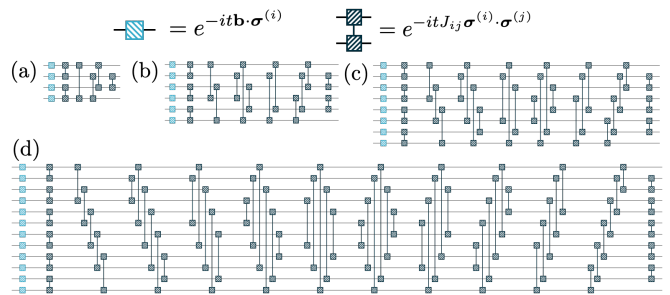 = e^{-it\mathbf{b}\cdot\boldsymbol{\sigma}^{(i)}}
= e^{-itJ_{ij}\boldsymbol{\sigma}^{(i)}\cdot\boldsymbol{\sigma}^{(j)}}
(a)
(b)
(c)
(d)